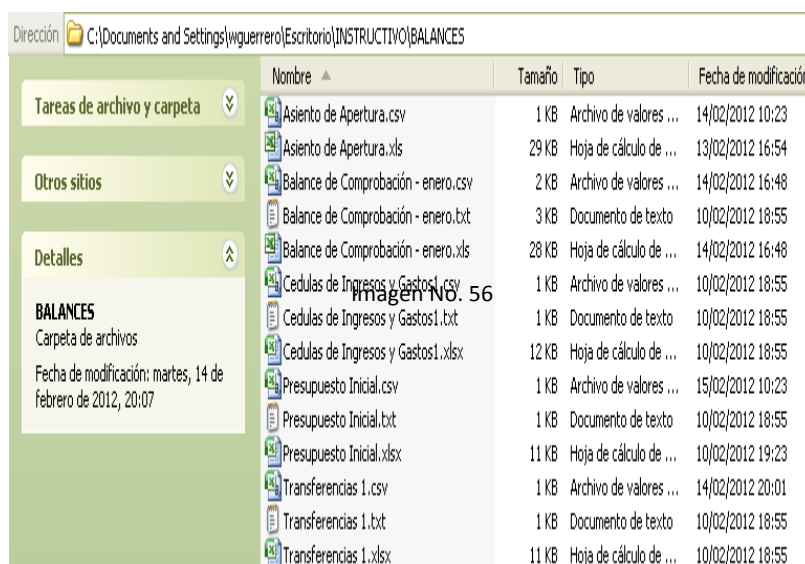 Dirección C:\Documents and Settings\wguerrero\Escritorio\INSTRUCTIVO\BALANCES
Tareas de archivo y carpeta
Otros sitios
Detalles
BALANCES
Carpeta de archivos
Fecha de modificación: martes, 14 de
febrero de 2012, 20:07
Nombre Tamaño Tipo Fecha de modificación
Asiento de Apertura.csv 1 KB Archivo de valores ... 14/02/2012 10:23
Asiento de Apertura.xls 29 KB Hoja de cálculo de ... 13/02/2012 16:54
Balance de Comprobación - enero.csv 2 KB Archivo de valores ... 14/02/2012 16:48
Balance de Comprobación - enero.txt 3 KB Documento de texto 10/02/2012 18:55
Balance de Comprobación - enero.xls 28 KB Hoja de cálculo de ... 14/02/2012 16:48
Cedulas de Ingresos y Gastos1.csv 1 KB Archivo de valores ... 10/02/2012 18:55
Imagen No. 56
Cedulas de Ingresos y Gastos1.txt 1 KB Documento de texto 10/02/2012 18:55
Cedulas de Ingresos y Gastos1.xlsx 12 KB Hoja de cálculo de ... 10/02/2012 18:55
Presupuesto Inicial.csv 1 KB Archivo de valores ... 15/02/2012 10:23
Presupuesto Inicial.txt 1 KB Documento de texto 10/02/2012 18:55
Presupuesto Inicial.xlsx 11 KB Hoja de cálculo de ... 10/02/2012 19:23
Transferencias 1.csv 1 KB Archivo de valores ... 14/02/2012 20:01
Transferencias 1.txt 1 KB Documento de texto 10/02/2012 18:55
Transferencias 1.xlsx 11 KB Hoja de cálculo de ... 10/02/2012 18:55